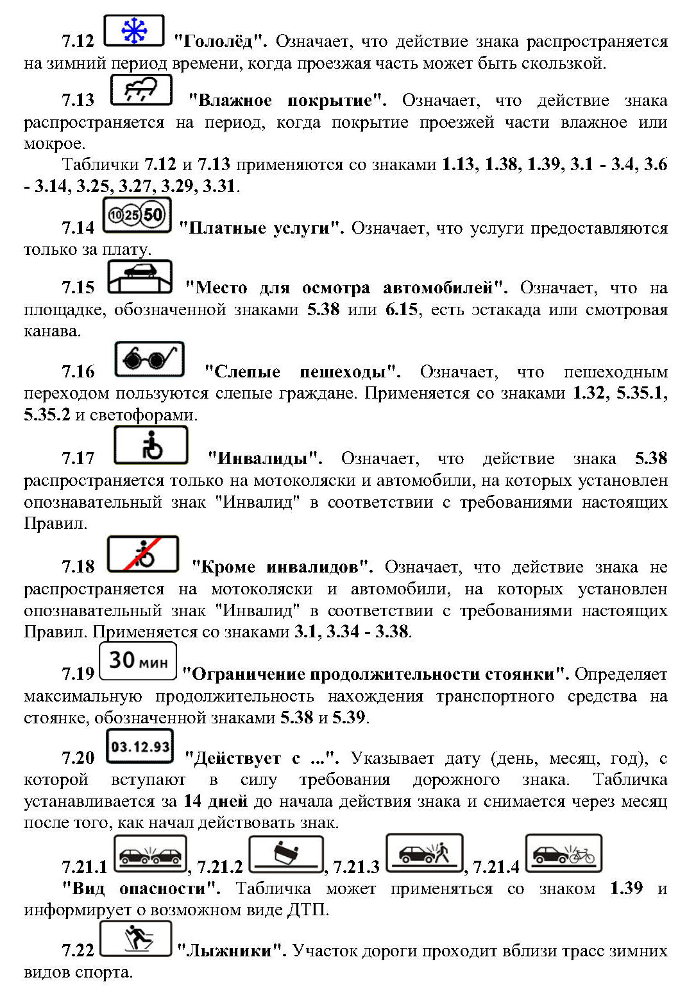 7.12 "Гололёд". Означает, что действие знака распространяется
на зимний период времени, когда проезжая часть может быть скользкой.
7.13 "Влажное покрытие". Означает, что действие знака
распространяется на период, когда покрытие проезжей части влажное или
мокрое.
Таблички 7.12 и 7.13 применяются со знаками 1.13, 1.38, 1.39, 3.1 - 3.4, 3.6
- 3.14, 3.25, 3.27, 3.29, 3.31.
7.14 10 25 50 "Платные услуги". Означает, что услуги предоставляются
только за плату.
7.15 "Место для осмотра автомобилей". Означает, что на
площадке, обозначенной знаками 5.38 или 6.15, есть эстакада или смотровая
канава.
7.16 "Слепые пешеходы". Означает, что пешеходным
переходом пользуются слепые граждане. Применяется со знаками 1.32, 5.35.1,
5.35.2 и светофорами.
7.17 "Инвалиды". Означает, что действие знака 5.38
распространяется только на мотоколяски и автомобили, на которых установлен
опознавательный знак "Инвалид" в соответствии с требованиями настоящих
Правил.
7.18 "Кроме инвалидов". Означает, что действие знака не
распространяется на мотоколяски и автомобили, на которых установлен
опознавательный знак "Инвалид" в соответствии с требованиями настоящих
Правил. Применяется со знаками 3.1, 3.34 - 3.38.
7.19 30 мин "Ограничение продолжительности стоянки". Определяет
максимальную продолжительность нахождения транспортного средства на
стоянке, обозначенной знаками 5.38 и 5.39.
7.20 03.12.93 "Действует с ...". Указывает дату (день, месяц, год), с
которой вступают в силу требования дорожного знака. Табличка
устанавливается за 14 дней до начала действия знака и снимается через месяц
после того, как начал действовать знак.
7.21.1 , 7.21.2 , 7.21.3 , 7.21.4
"Вид опасности". Табличка может применяться со знаком 1.39 и
информирует о возможном виде ДТП.
7.22 "Лыжники". Участок дороги проходит вблизи трасс зимних
видов спорта.